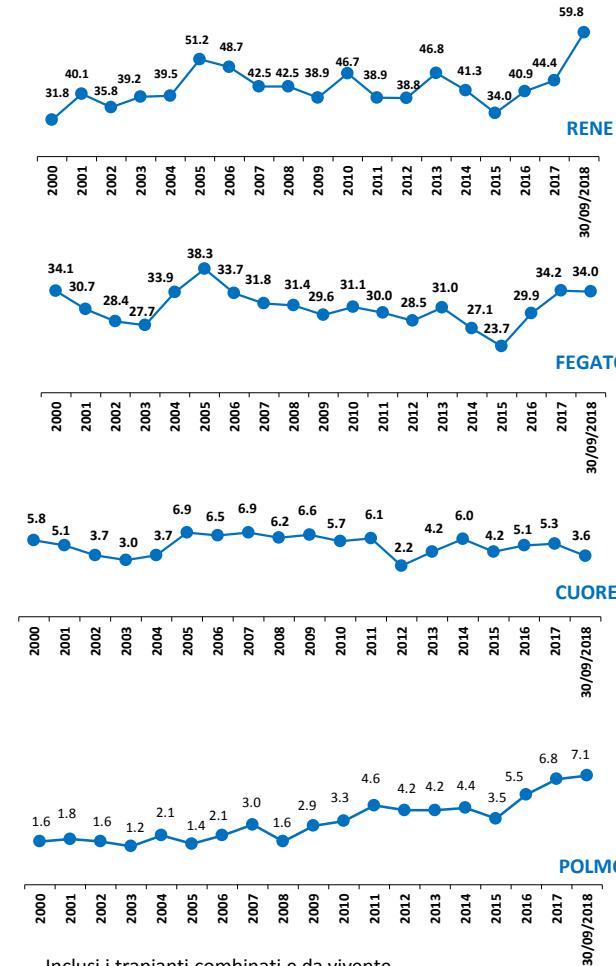 59.8
51.2 48.7 46.7 46.8
40.1 39.2 39.5 42.5 42.5 38.9 38.9 38.8 41.3 40.9 44.4
31.8 35.8 34.0
RENE
2000 2001 2002 2003 2004 2005 2006 2007 2008 2009 2010 2011 2012 2013 2014 2015 2016 2017 30/09/2018
34.1 30.7 28.4 27.7 33.9 38.3 33.7 31.8 31.4 29.6 31.1 30.0 28.5 31.0 27.1 23.7 29.9 34.2 34.0
FEGATO
2000 2001 2002 2003 2004 2005 2006 2007 2008 2009 2010 2011 2012 2013 2014 2015 2016 2017 30/09/2018
5.8 5.1 3.7 3.0 3.7 6.9 6.5 6.9 6.2 6.6 5.7 6.1 2.2 4.2 6.0 4.2 5.1 5.3 3.6
CUORE
2000 2001 2002 2003 2004 2005 2006 2007 2008 2009 2010 2011 2012 2013 2014 2015 2016 2017 30/09/2018
1.6 1.8 1.6 1.2 2.1 1.4 2.1 3.0 1.6 2.9 3.3 4.6 4.2 4.2 4.4 3.5 5.5 6.8 7.1
POLMO
2000 2001 2002 2003 2004 2005 2006 2007 2008 2009 2010 2011 2012 2013 2014 2015 2016 2017 30/09/2018
Inclusi i trapianti combinati e da vivente